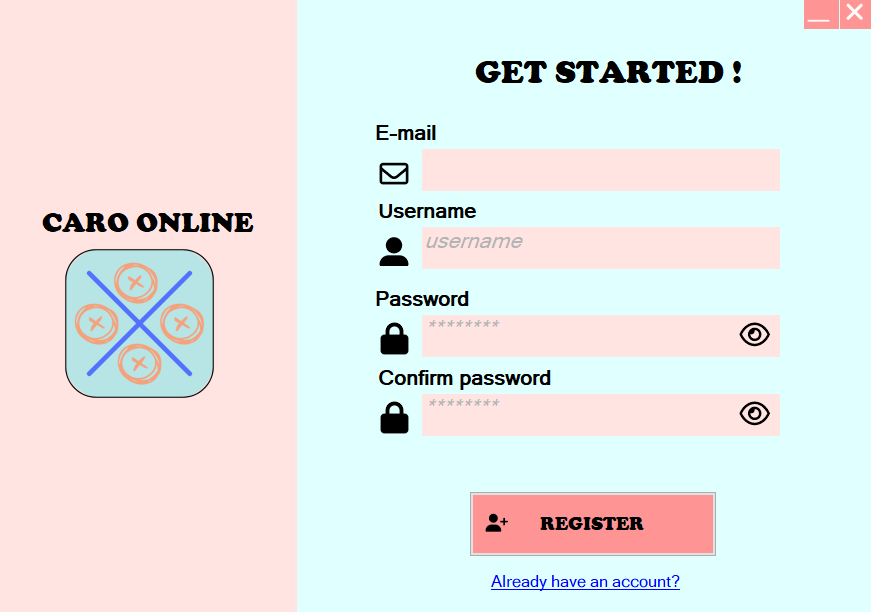 GET STARTED !
E-mail
Username
username
Password
********
Confirm password
********
CARO ONLINE
REGISTER
Already have an account?